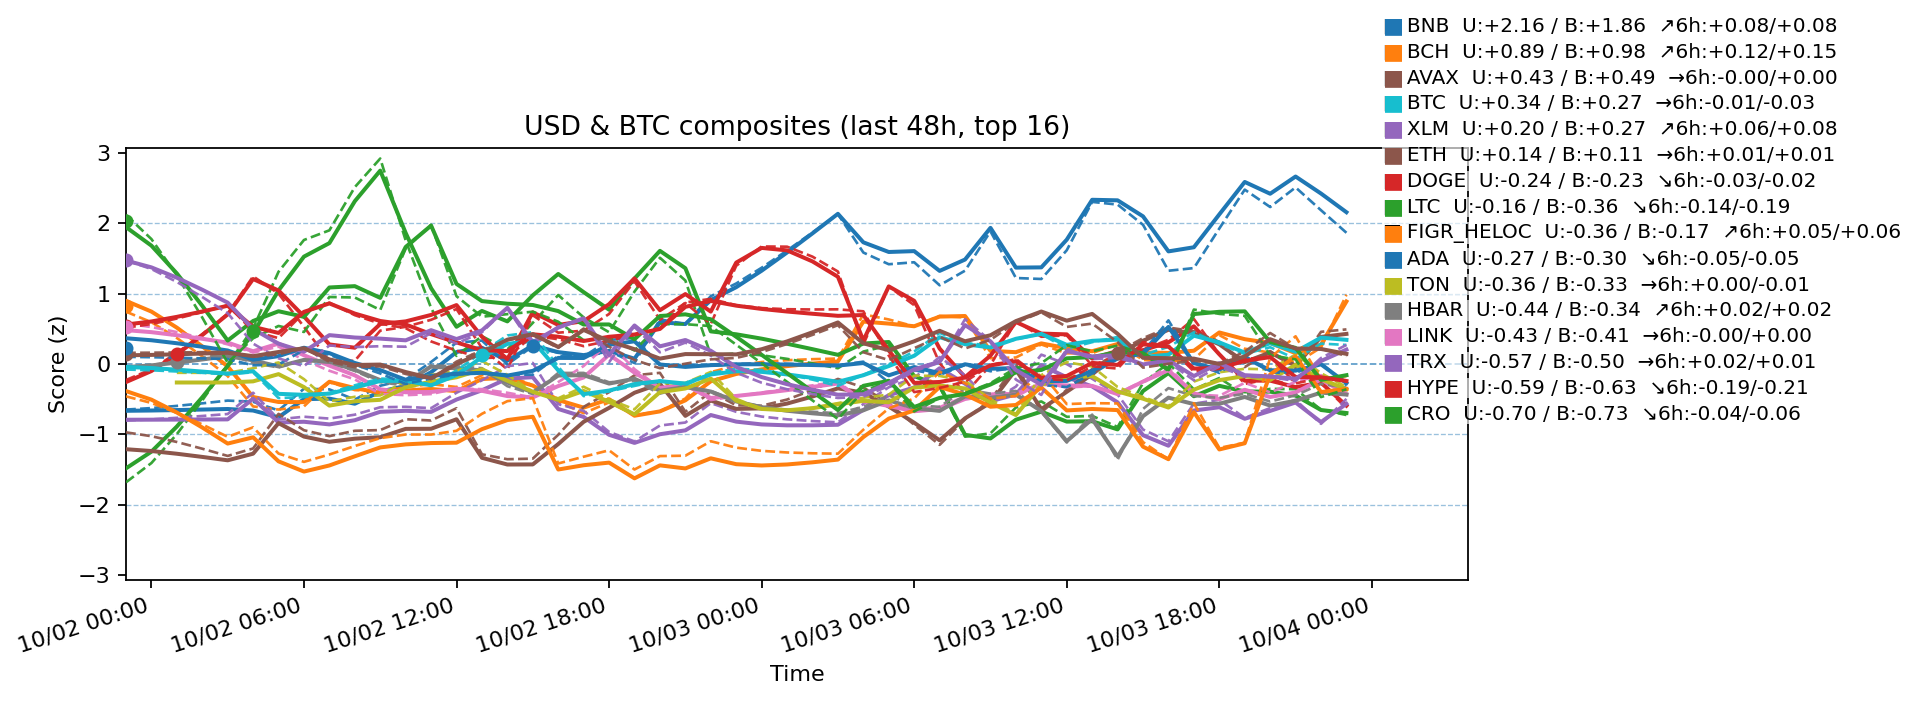 BNB U:+2.16 / B:+1.86 ↗6h:+0.08/+0.08
BCH U:+0.89 / B:+0.98 ↗6h:+0.12/+0.15
AVAX U:+0.43 / B:+0.49 →6h:-0.00/+0.00
BTC U:+0.34 / B:+0.27 →6h:-0.01/-0.03
XLM U:+0.20 / B:+0.27 ↗6h:+0.06/+0.08
ETH U:+0.14 / B:+0.11 →6h:+0.01/+0.01
DOGE U:-0.24 / B:-0.23 ↘6h:-0.03/-0.02
LTC U:-0.16 / B:-0.36 ↘6h:-0.14/-0.19
FIGR_HELOC U:-0.36 / B:-0.17 ↗6h:+0.05/+0.06
ADA U:-0.27 / B:-0.30 ↘6h:-0.05/-0.05
TON U:-0.36 / B:-0.33 →6h:+0.00/-0.01
HBAR U:-0.44 / B:-0.34 ↗6h:+0.02/+0.02
LINK U:-0.43 / B:-0.41 →6h:-0.00/+0.00
TRX U:-0.57 / B:-0.50 →6h:+0.02/+0.01
HYPE U:-0.59 / B:-0.63 ↘6h:-0.19/-0.21
CRO U:-0.70 / B:-0.73 ↘6h:-0.04/-0.06
USD & BTC composites (last 48h, top 16)
Score (z)
3
2
1
0
−1
−2
−3
10/02 00:00
10/02 06:00
10/02 12:00
10/02 18:00
10/03 00:00
10/03 06:00
10/03 12:00
10/03 18:00
10/04 00:00
Time